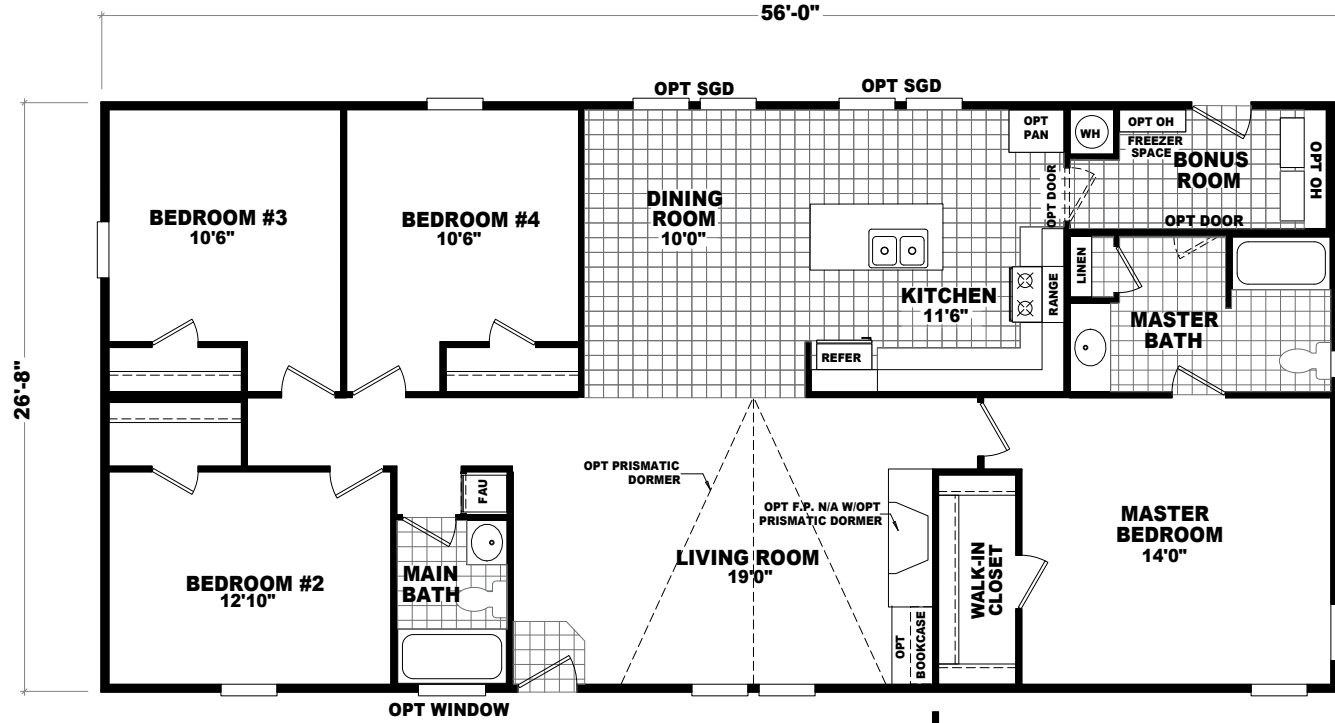 56'-0"
26'-8"
OPT SGD
OPT SGD
BEDROOM #3
10'6"
BEDROOM #4
10'6"
DINING
ROOM
10'0"
OPT
PAN
WH
OPT OH
FREEZER
SPACE
BONUS
ROOM
OPT OH
OPT DOOR
OPT DOOR
KITCHEN
11'6"
RANGE
REFER
LINEN
MASTER
BATH
OPT PRISMATIC
DORMER
OPT F.P. N/A W/OPT
PRISMATIC DORMER
FAU
BEDROOM #2
12'10"
MAIN
BATH
LIVING ROOM
19'0"
OPT
BOOKCASE
WALK-IN
CLOSET
MASTER
BEDROOM
14'0"
OPT WINDOW